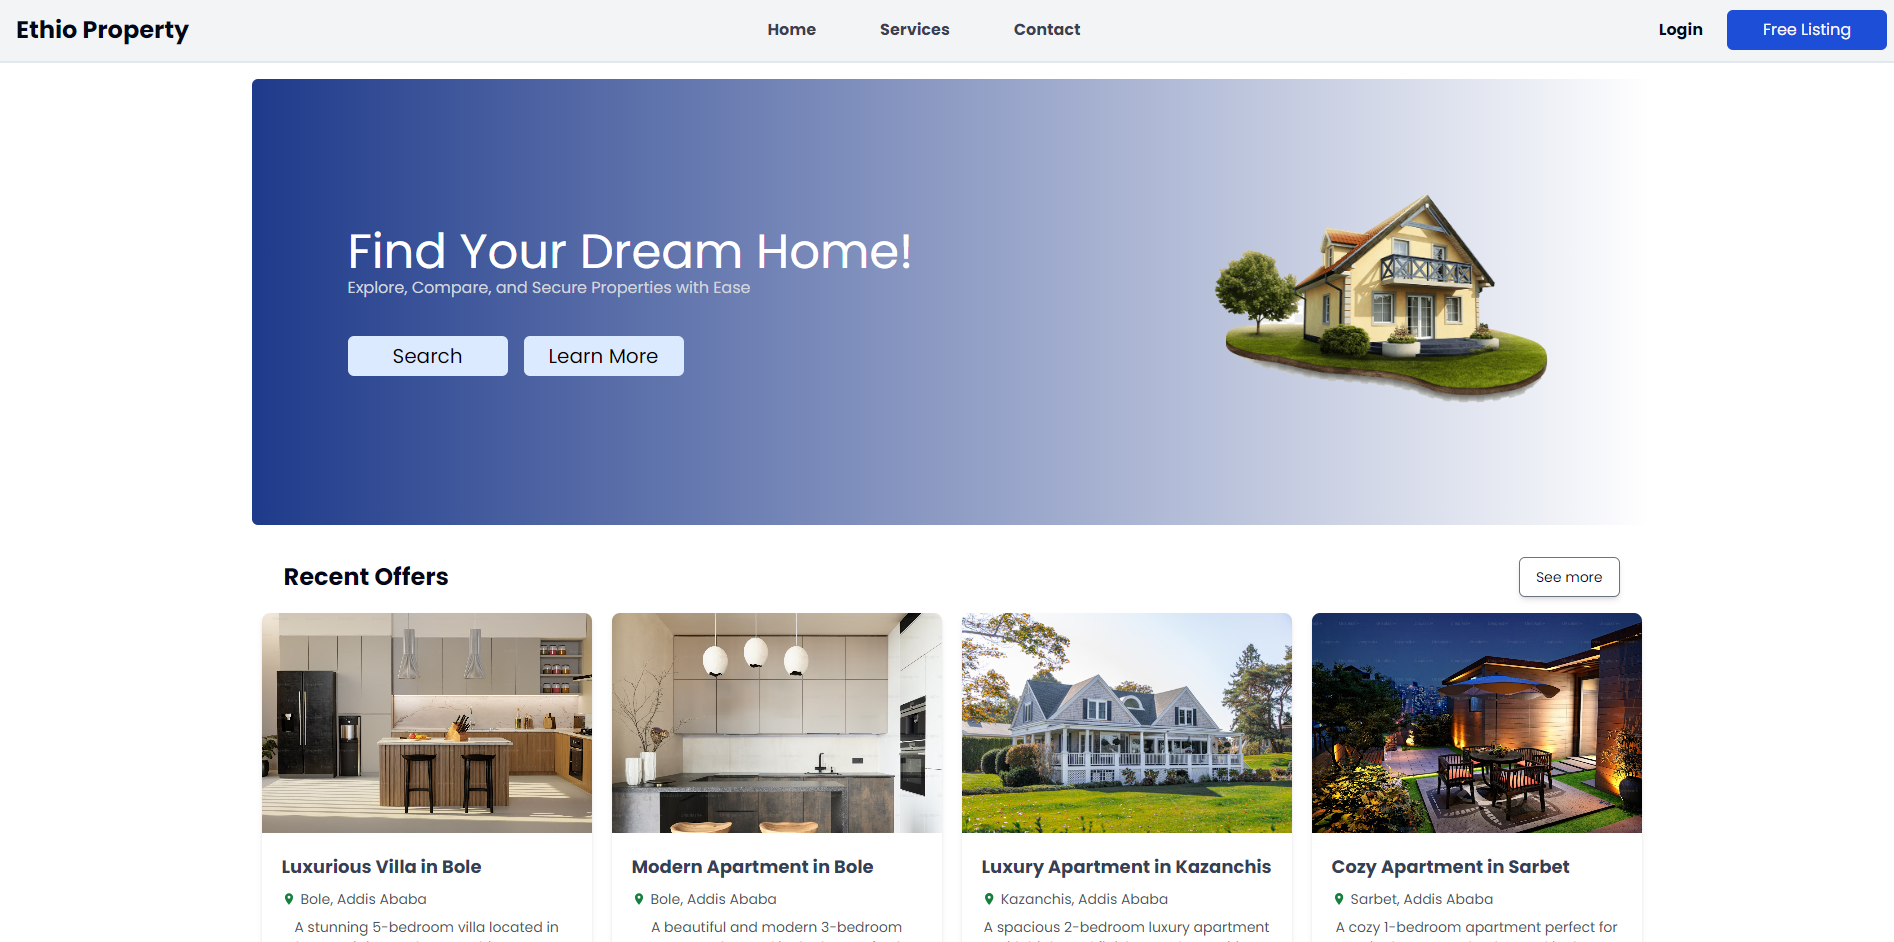 Ethio Property
Home
Services
Contact
Login
Free Listing
Find Your Dream Home!
Explore, Compare, and Secure Properties with Ease
Search
Learn More
Recent Offers
See more
Luxurious Villa in Bole
Bole, Addis Ababa
A stunning 5-bedroom villa located in
Modern Apartment in Bole
Bole, Addis Ababa
A beautiful and modern 3-bedroom
Luxury Apartment in Kazanchis
Kazanchis, Addis Ababa
A spacious 2-bedroom luxury apartment
Cozy Apartment in Sarbet
Sarbet, Addis Ababa
A cozy 1-bedroom apartment perfect for